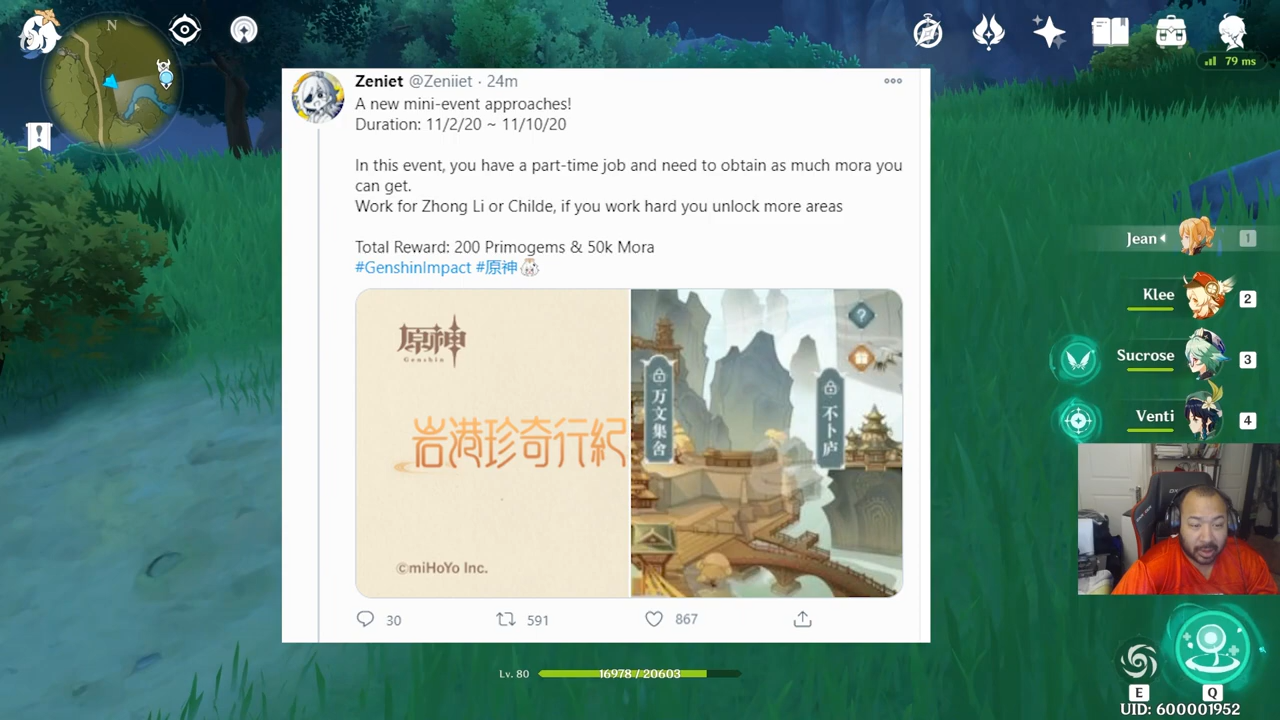 N
79 ms
Zeniet @Zeniiet · 24m
A new mini-event approaches!
Duration: 11/2/20 ~ 11/10/20
In this event, you have a part-time job and need to obtain as much mora you
can get.
Work for Zhong Li or Childe, if you work hard you unlock more areas
Total Reward: 200 Primogems & 50k Mora
#GenshinImpact #原神
原神
Genshin
岩港珍奇行紀
©miHoYo Inc.
万文集舍
不卜庐
?
30
591
867
Jean 1
Klee 2
Sucrose 3
Venti 4
Lv. 80
16978 / 20603
E
Q
UID: 600001952